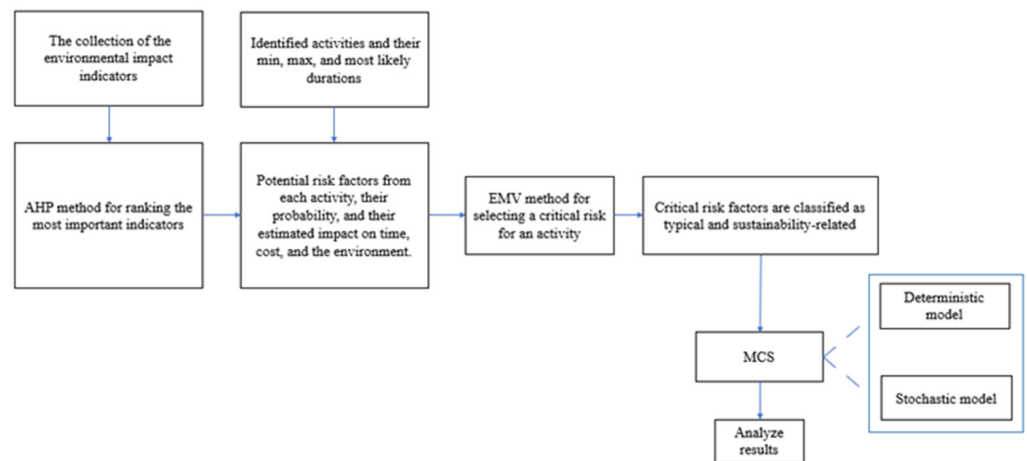 The collection of the
environmental impact
indicators
Identified activities and their
min, max, and most likely
durations
AHP method for ranking the
most important indicators
Potential risk factors from
each activity, their
probability, and their
estimated impact on time,
cost, and the environment.
EMV method for
selecting a critical risk
for an activity
Critical risk factors are classified as
typical and sustainability-related
MCS
Deterministic
model
Stochastic model
Analyze
results